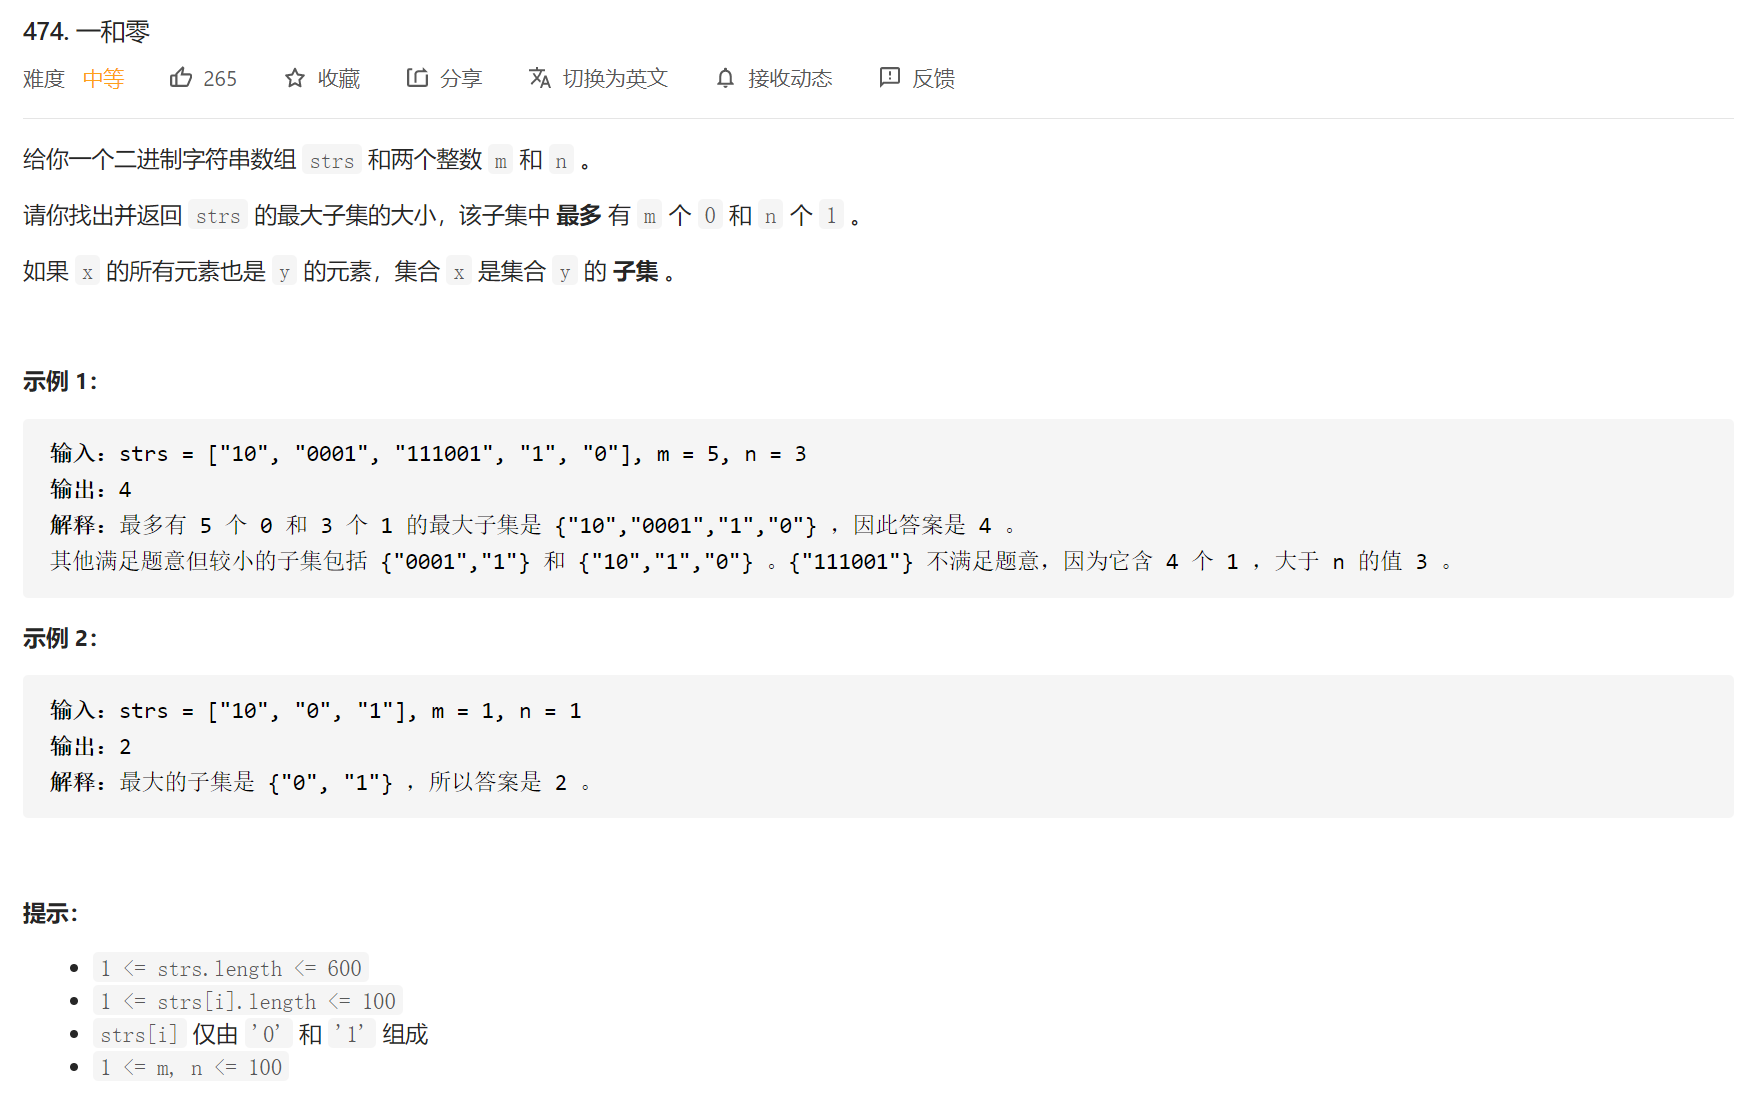 474. 一和零
难度 中等 265 收藏 分享 切换为英文 接收动态 反馈
给你一个二进制字符串数组 strs 和两个整数 m 和 n 。
请你找出并返回 strs 的最大子集的大小，该子集中 最多 有 m 个 0 和 n 个 1 。
如果 x 的所有元素也是 y 的元素，集合 x 是集合 y 的 子集 。
示例 1：
输入：strs = ["10", "0001", "111001", "1", "0"], m = 5, n = 3
输出：4
解释：最多有 5 个 0 和 3 个 1 的最大子集是 {"10","0001","1","0"} ，因此答案是 4 。
其他满足题意但较小的子集包括 {"0001","1"} 和 {"10","1","0"} 。{"111001"} 不满足题意，因为它含 4 个 1 ，大于 n 的值 3 。
示例 2：
输入：strs = ["10", "0", "1"], m = 1, n = 1
输出：2
解释：最大的子集是 {"0", "1"} ，所以答案是 2 。
提示：
1 <= strs.length <= 600
1 <= strs[i].length <= 100
strs[i] 仅由 '0' 和 '1' 组成
1 <= m, n <= 100